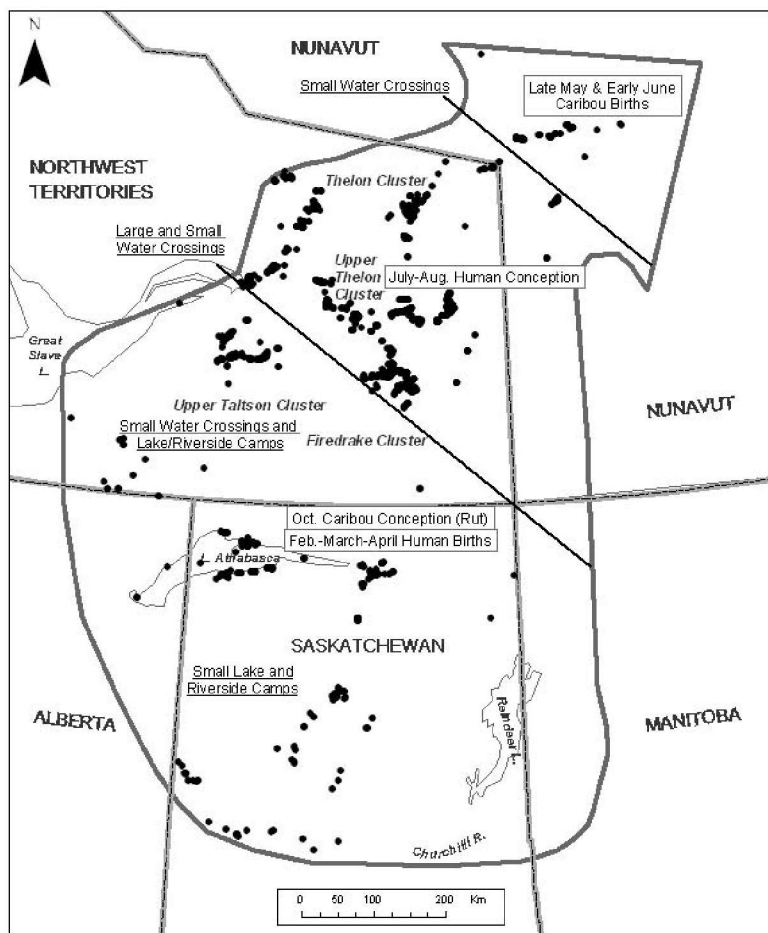 N
NUNAVUT
Small Water Crossings
Late May & Early June
Caribou Births
NORTHWEST
TERRITORIES
Thelon Cluster
Large and Small
Water Crossings
Upper
Thelon
Cluster
July-Aug. Human Conception
Great
Slave
L.
Upper Taltson Cluster
NUNAVUT
Small Water Crossings and
Lake/Riverside Camps
Firedrake Cluster
Oct. Caribou Conception (Rut)
Feb.-March-April Human Births
L. Athabasca
SASKATCHEWAN
Small Lake and
Riverside Camps
ALBERTA
Raindeer L.
MANITOBA
Churchill R.
0 50 100 200 Km